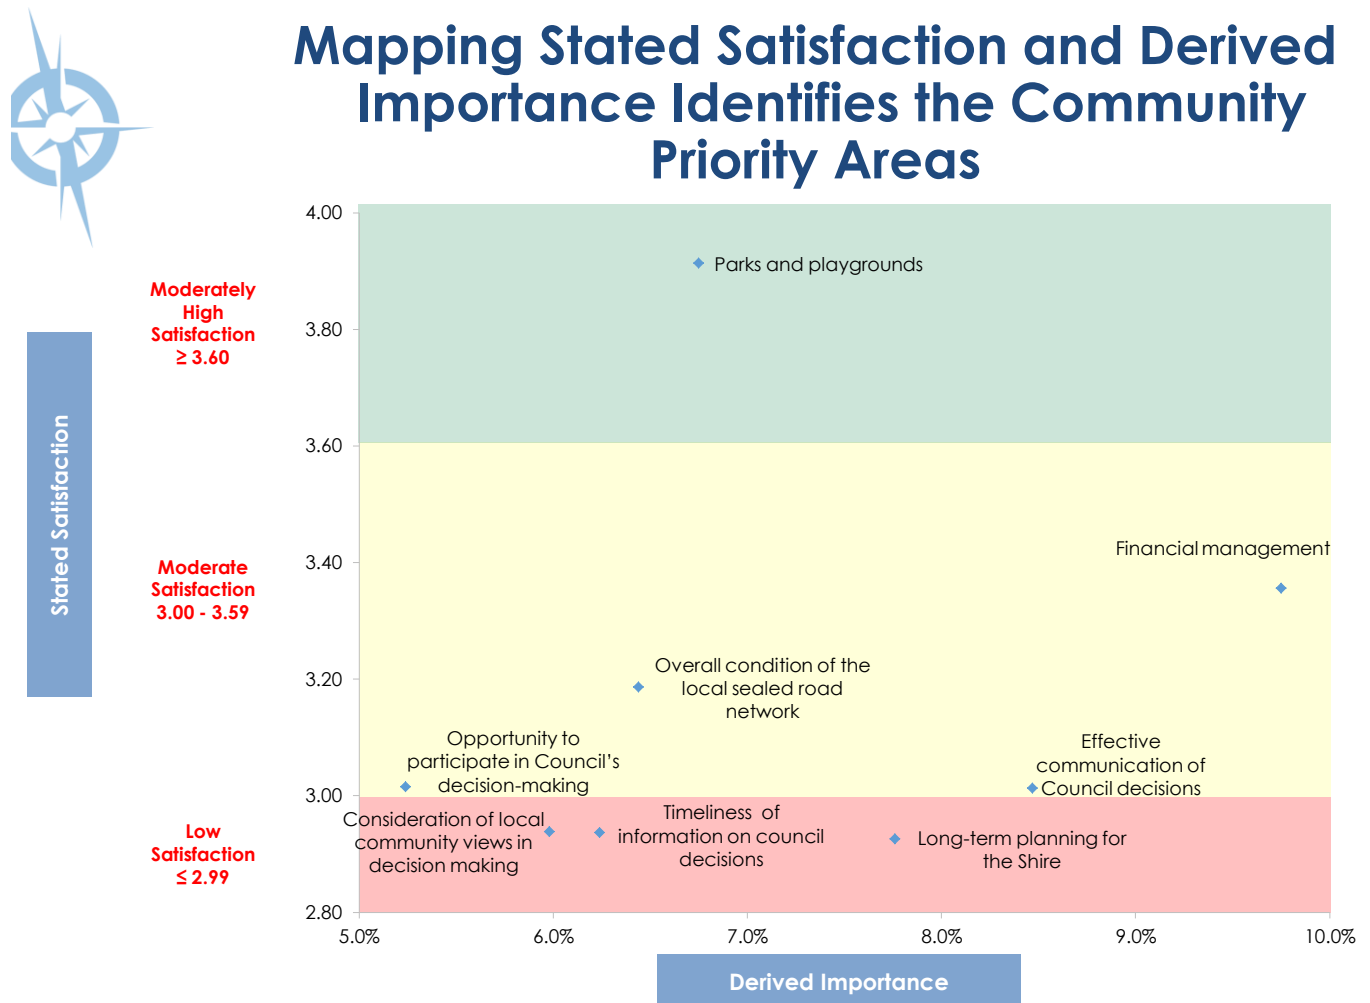 Mapping Stated Satisfaction and Derived
Importance Identifies the Community
Priority Areas
4.00
3.80
3.60
3.40
3.20
3.00
2.80
Moderately
High
Satisfaction
≥ 3.60
Moderate
Satisfaction
3.00 - 3.59
Low
Satisfaction
≤ 2.99
Stated Satisfaction
Parks and playgrounds
Financial management
Overall condition of the
local sealed road
network
Opportunity to
participate in Council’s
decision-making
Effective
communication of
Council decisions
Consideration of local
community views in
decision making
Timeliness of
information on council
decisions
Long-term planning for
the Shire
5.0%
6.0%
7.0%
8.0%
9.0%
10.0%
Derived Importance